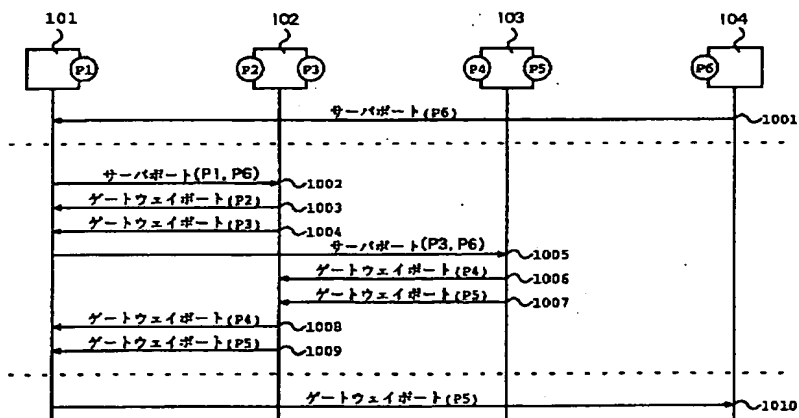 101 102 103 104
P1 P2 P3 P4 P5 P6
サーバポート(P6) 1001
サーバポート(P1, P6) 1002
ゲートウェイポート(P2) 1003
ゲートウェイポート(P3) 1004
サーバポート(P3, P6) 1005
ゲートウェイポート(P4) 1006
ゲートウェイポート(P5) 1007
ゲートウェイポート(P4) 1008
ゲートウェイポート(P5) 1009
ゲートウェイポート(P5) 1010